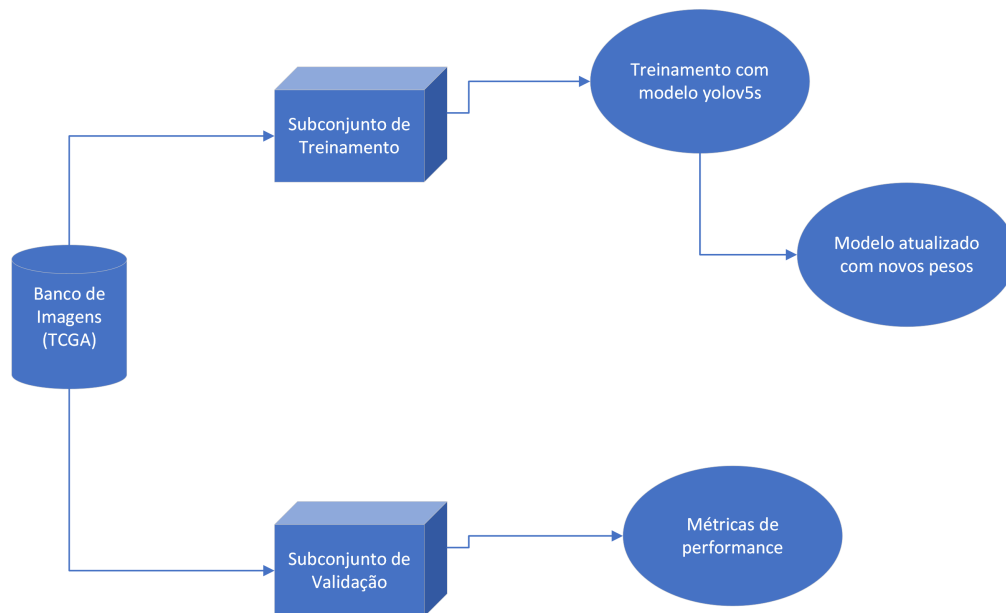 Treinamento com
modelo yolov5s
Subconjunto de
Treinamento
Modelo atualizado
com novos pesos
Banco de
Imagens
(TCGA)
Métricas de
performance
Subconjunto de
Validação